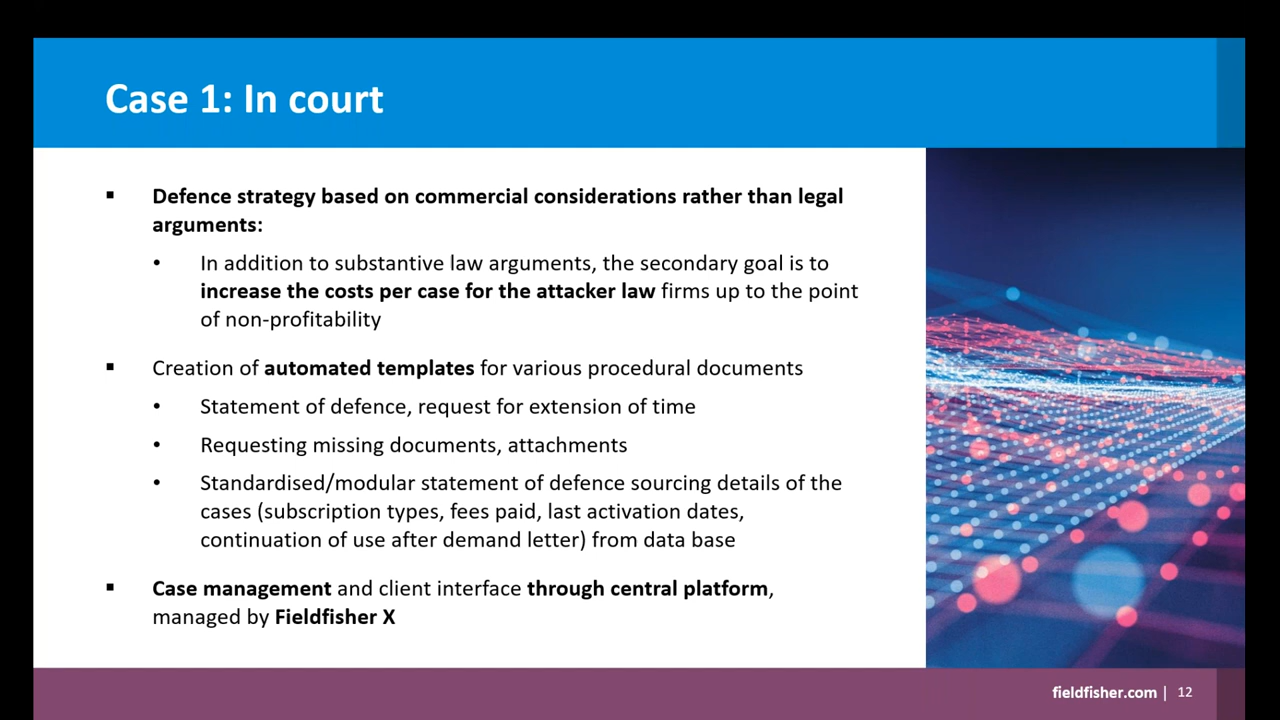 Case 1: In court
▪ Defence strategy based on commercial considerations rather than legal
arguments:
• In addition to substantive law arguments, the secondary goal is to
increase the costs per case for the attacker law firms up to the point
of non-profitability
▪ Creation of automated templates for various procedural documents
• Statement of defence, request for extension of time
• Requesting missing documents, attachments
• Standardised/modular statement of defence sourcing details of the
cases (subscription types, fees paid, last activation dates,
continuation of use after demand letter) from data base
▪ Case management and client interface through central platform,
managed by Fieldfisher X
fieldfisher.com | 12